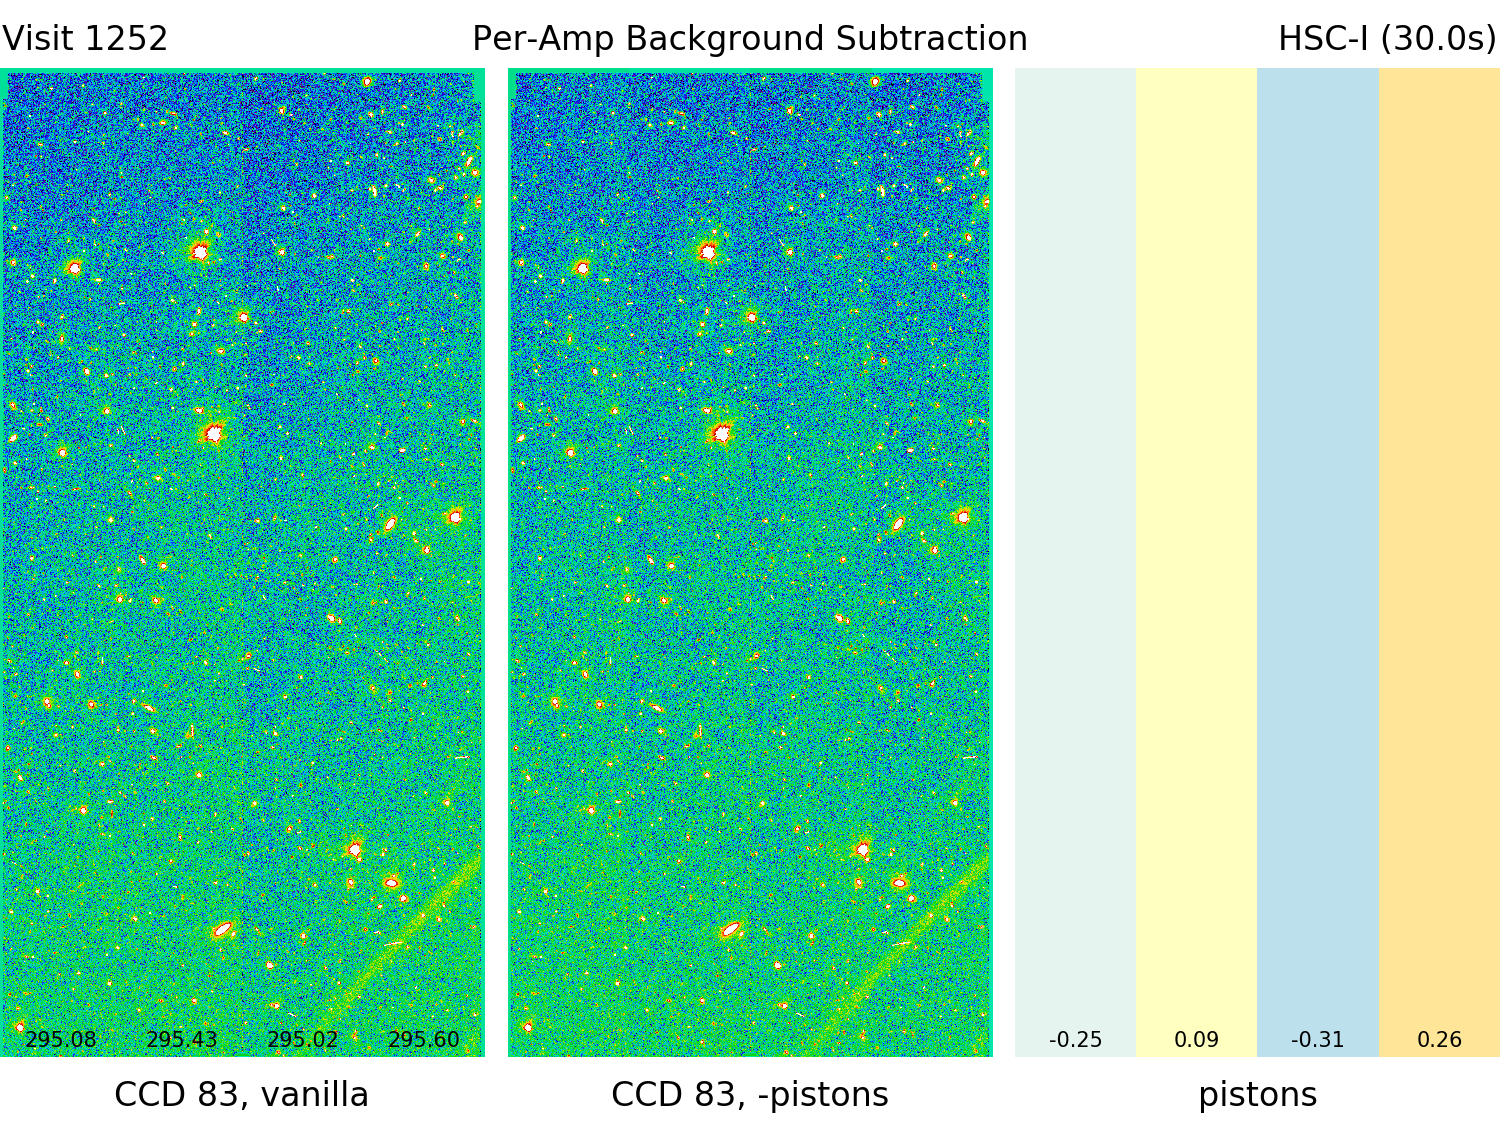 Visit 1252 Per-Amp Background Subtraction HSC-I (30.0s)
295.08 295.43 295.02 295.60 -0.25 0.09 -0.31 0.26
CCD 83, vanilla CCD 83, -pistons pistons